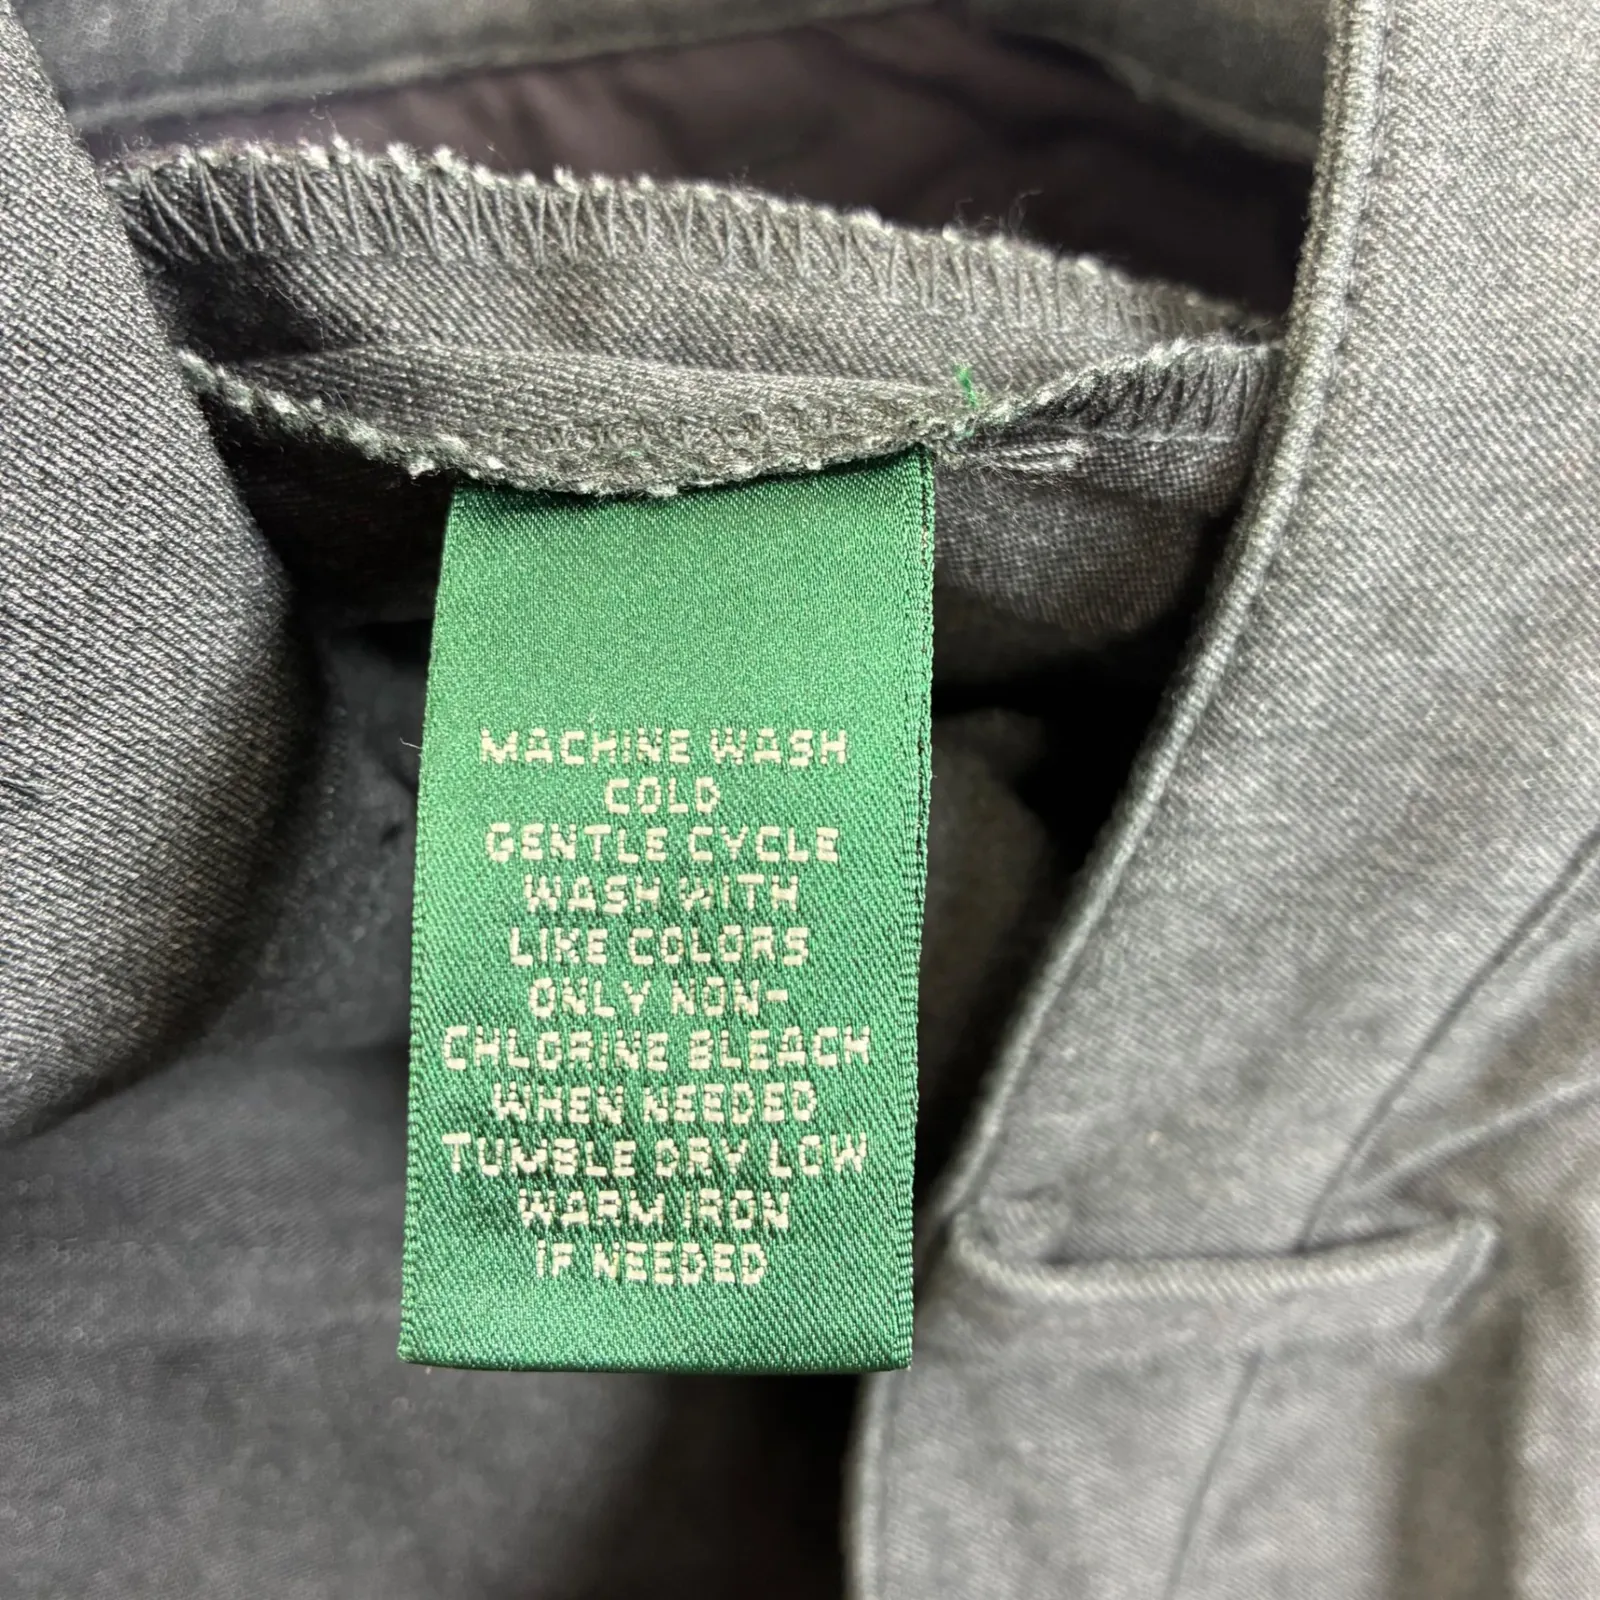 MACHINE WASH
COLD
GENTLE CYCLE
WASH WITH
LIKE COLORS
ONLY NON-
CHLORINE BLEACH
WHEN NEEDED
TUMBLE DRY LOW
WARM IRON
IF NEEDED